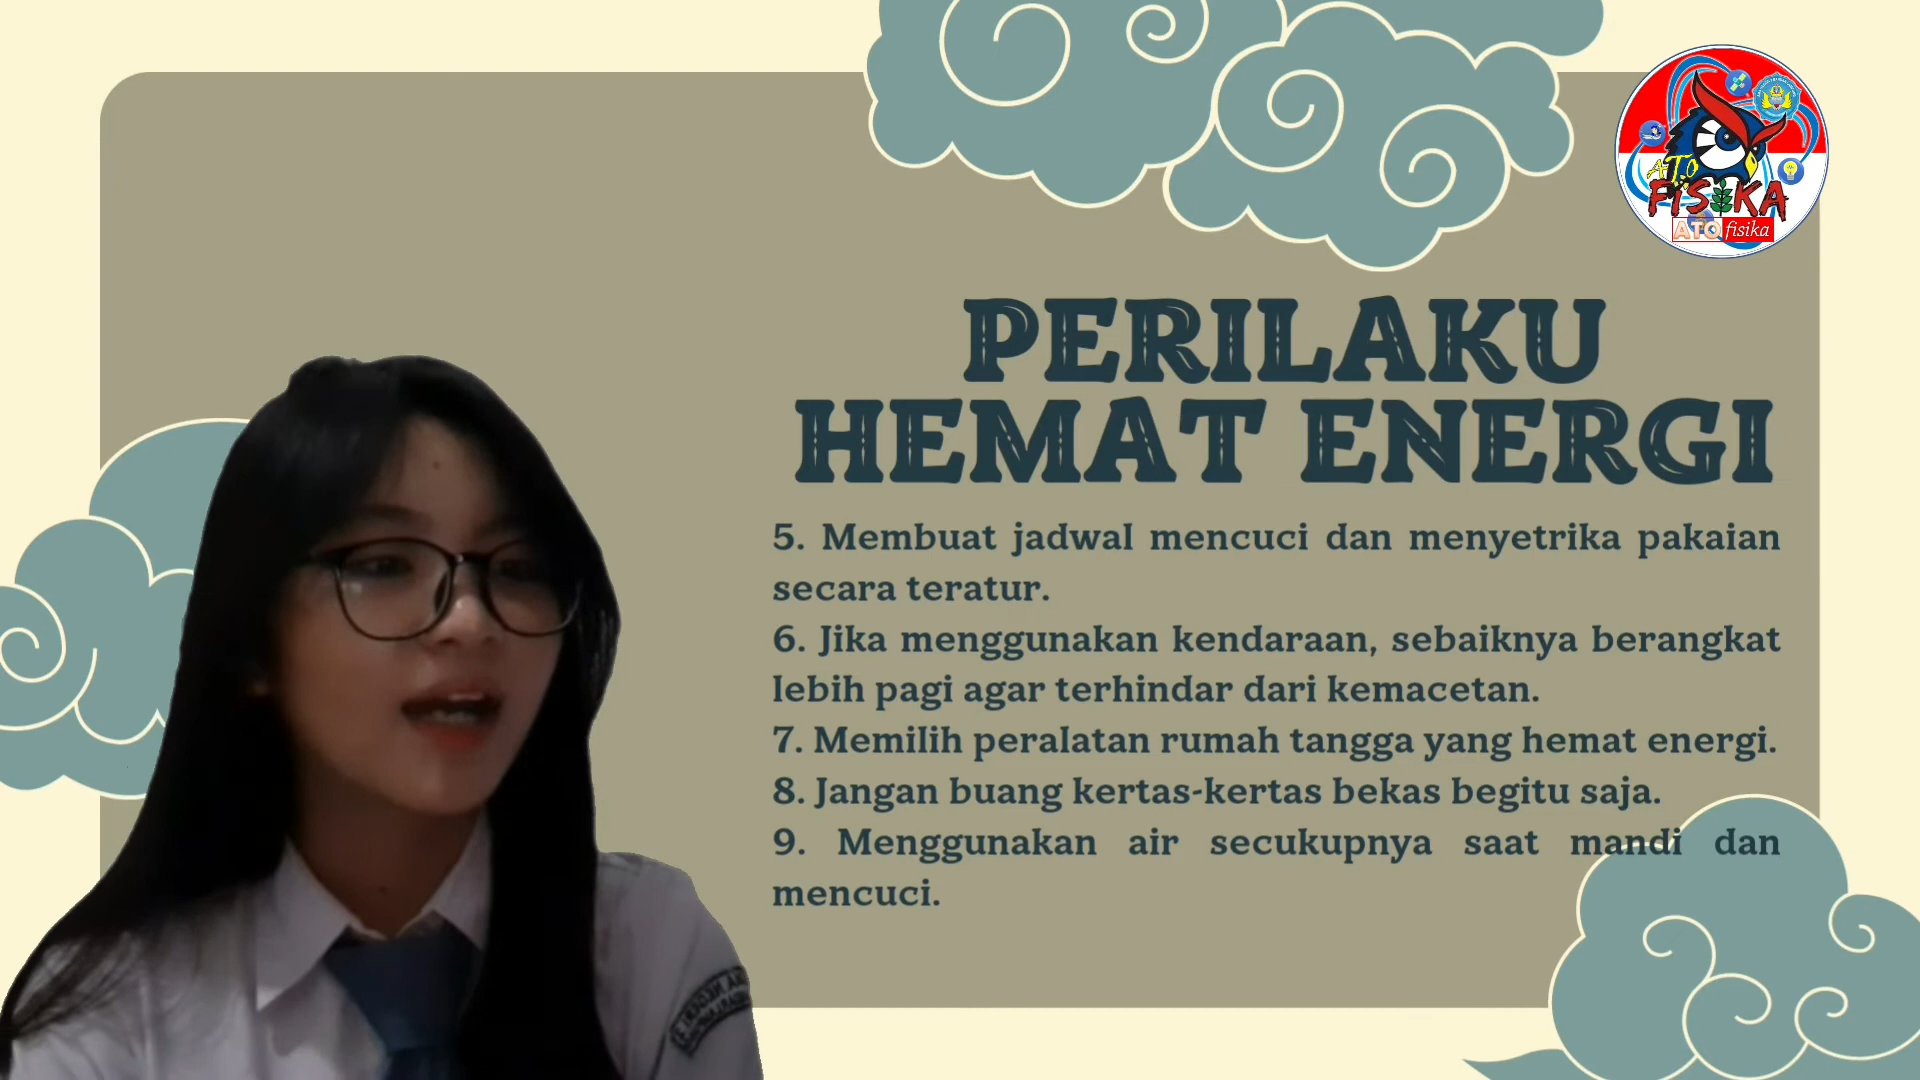 ATO
FISIKA
ATO fisika
PERILAKU
HEMAT ENERGI
5. Membuat jadwal mencuci dan menyetrika pakaian
secara teratur.
6. Jika menggunakan kendaraan, sebaiknya berangkat
lebih pagi agar terhindar dari kemacetan.
7. Memilih peralatan rumah tangga yang hemat energi.
8. Jangan buang kertas-kertas bekas begitu saja.
9. Menggunakan air secukupnya saat mandi dan
mencuci.